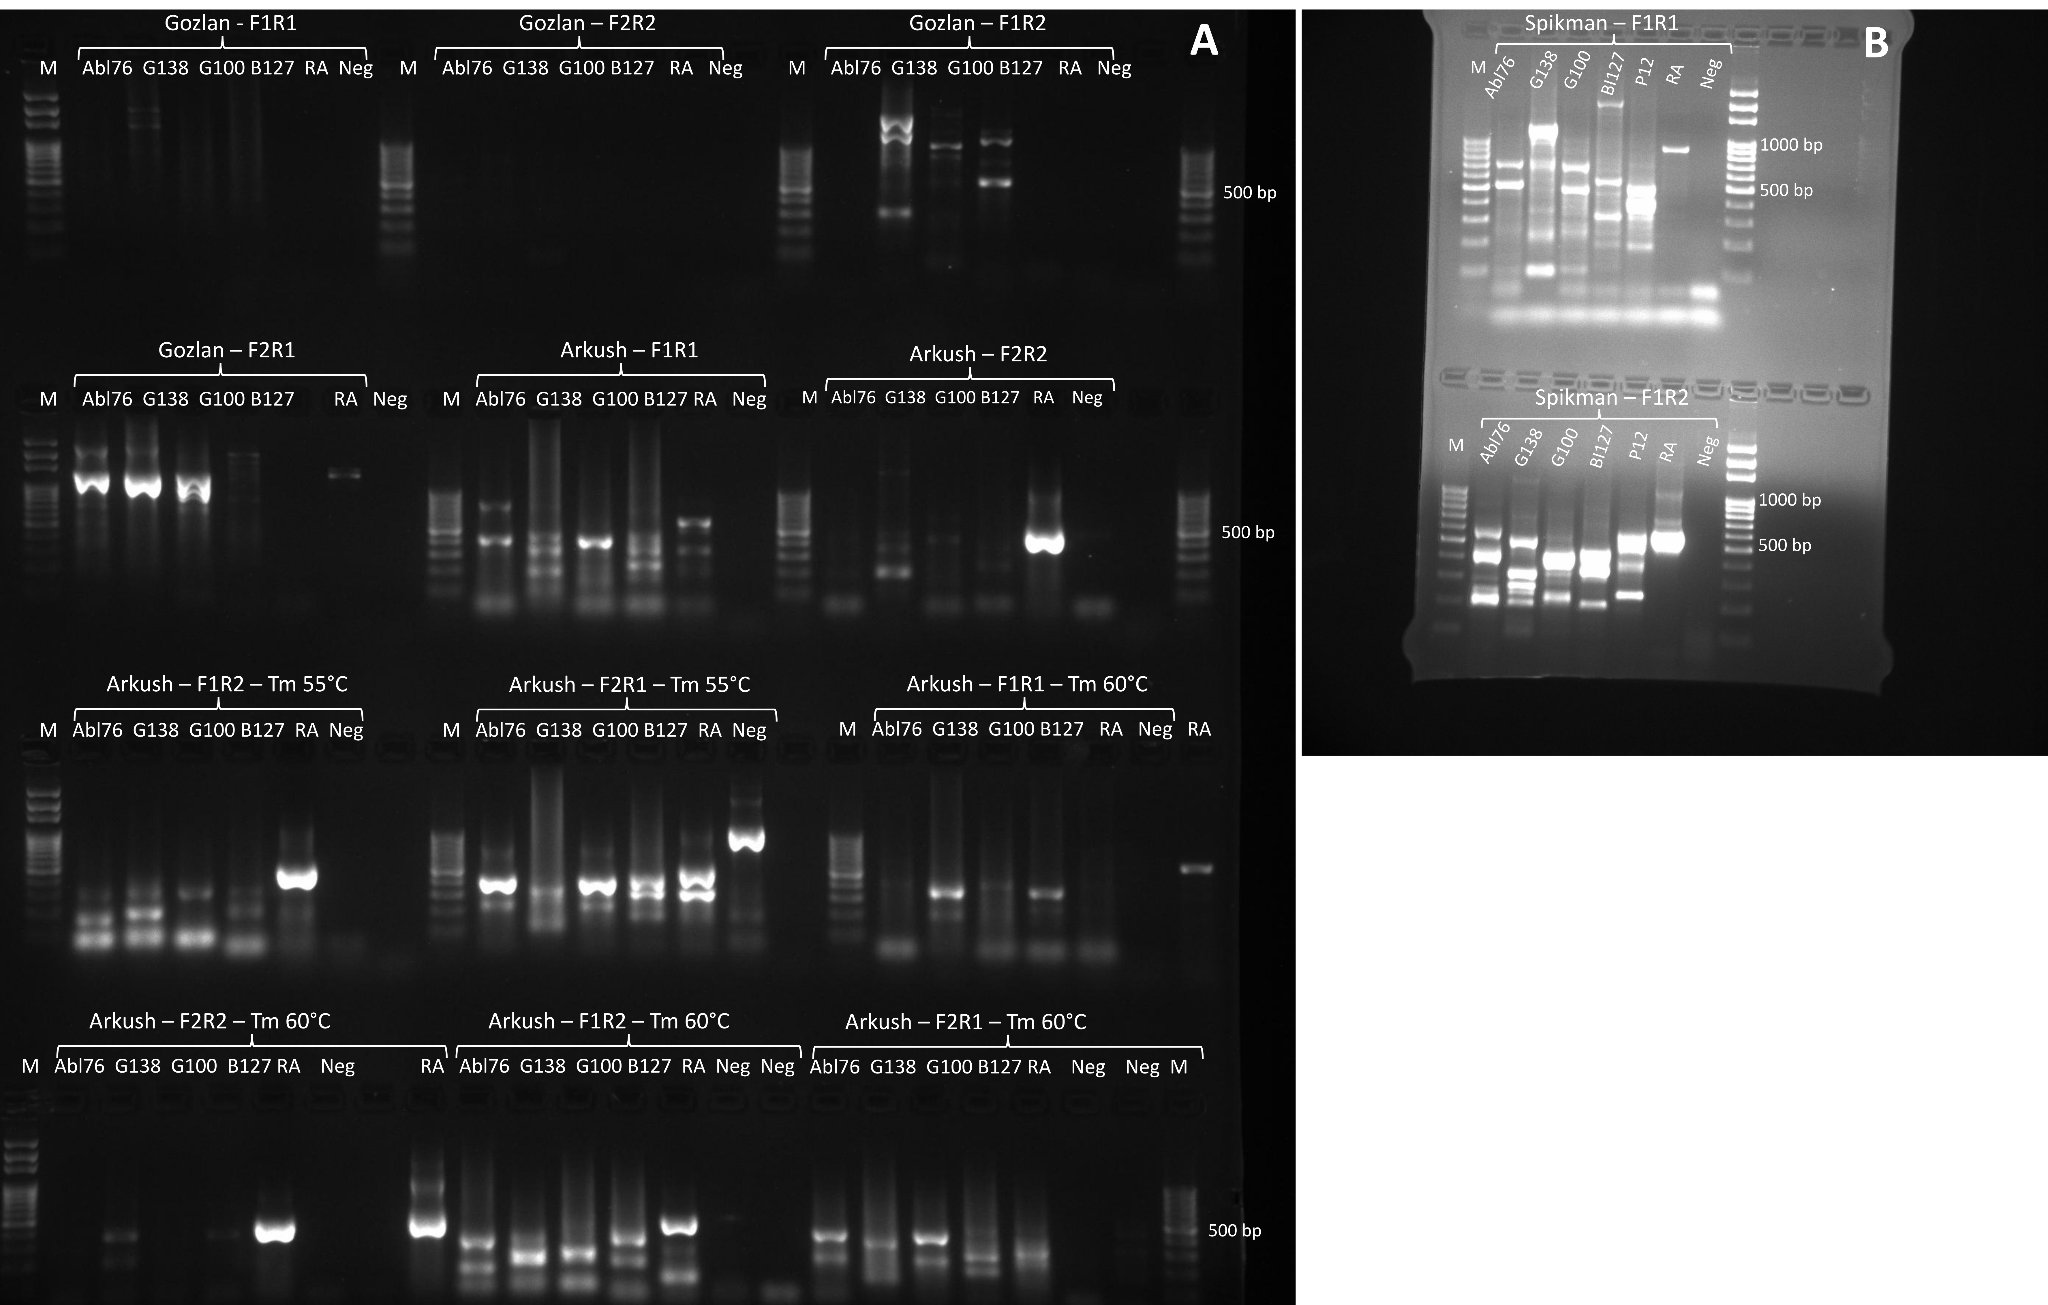 Gozlan - F1R1
Gozlan – F2R2
Gozlan – F1R2
A
M Abl76 G138 G100 B127 RA Neg M Abl76 G138 G100 B127 RA Neg M Abl76 G138 G100 B127 RA Neg
500 bp
Gozlan – F2R1
Arkush – F1R1
Arkush – F2R2
M Abl76 G138 G100 B127 RA Neg M Abl76 G138 G100 B127 RA Neg M Abl76 G138 G100 B127 RA Neg
500 bp
Arkush – F1R2 – Tm 55°C
Arkush – F2R1 – Tm 55°C
Arkush – F1R1 – Tm 60°C
M Abl76 G138 G100 B127 RA Neg M Abl76 G138 G100 B127 RA Neg M Abl76 G138 G100 B127 RA Neg RA
Arkush – F2R2 – Tm 60°C
Arkush – F1R2 – Tm 60°C
Arkush – F2R1 – Tm 60°C
M Abl76 G138 G100 B127 RA Neg RA Abl76 G138 G100 B127 RA Neg Neg Abl76 G138 G100 B127 RA Neg Neg M
500 bp
Spikman – F1R1
B
M Abl76 G138 G100 Bl127 P12 RA Neg
1000 bp
500 bp
Spikman – F1R2
M Abl76 G138 G100 Bl127 P12 RA Neg
1000 bp
500 bp